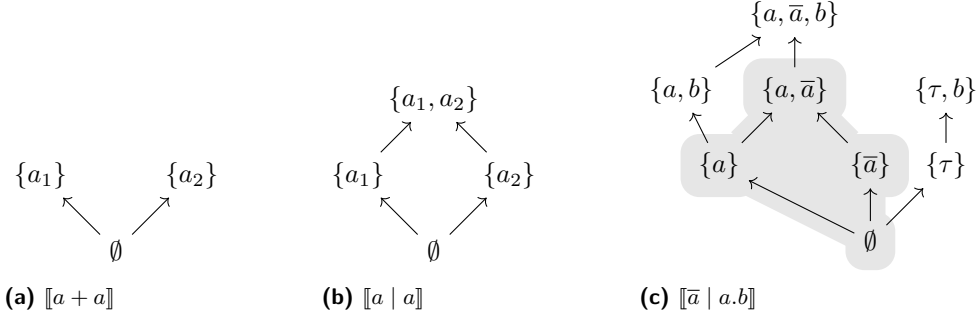 {a, a̅, b}
{a, b} {a, a̅} {τ, b}
{a₁, a₂}
{a₁} {a₂} {a₁} {a₂} {a} {a̅} {τ}
∅ ∅ ∅
(a) ⟦a + a⟧ (b) ⟦a | a⟧ (c) ⟦a̅ | a.b⟧